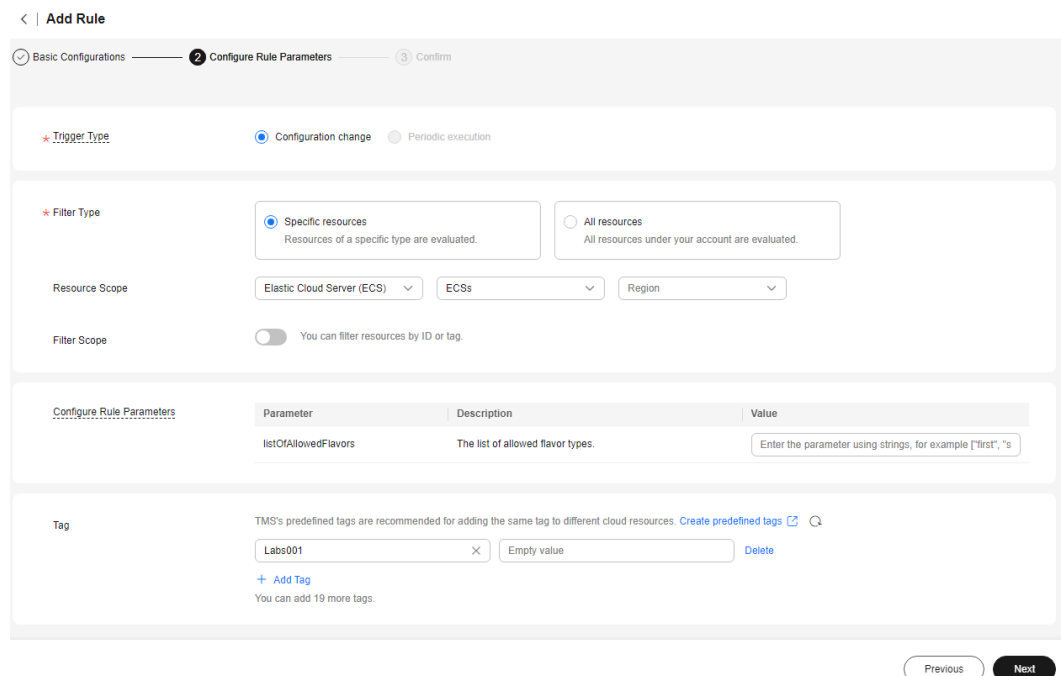 Add Rule
Basic Configurations 2 Configure Rule Parameters 3 Confirm
* Trigger Type Configuration change Periodic execution
* Filter Type Specific resources All resources
Resources of a specific type are evaluated. All resources under your account are evaluated.
Resource Scope Elastic Cloud Server (ECS) ECSs Region
Filter Scope You can filter resources by ID or tag.
Configure Rule Parameters Parameter Description Value
listOfAllowedFlavors The list of allowed flavor types. Enter the parameter using strings, for example ["first", "s
Tag TMS's predefined tags are recommended for adding the same tag to different cloud resources. Create predefined tags
Labs001 Empty value Delete
+ Add Tag
You can add 19 more tags.
Previous Next